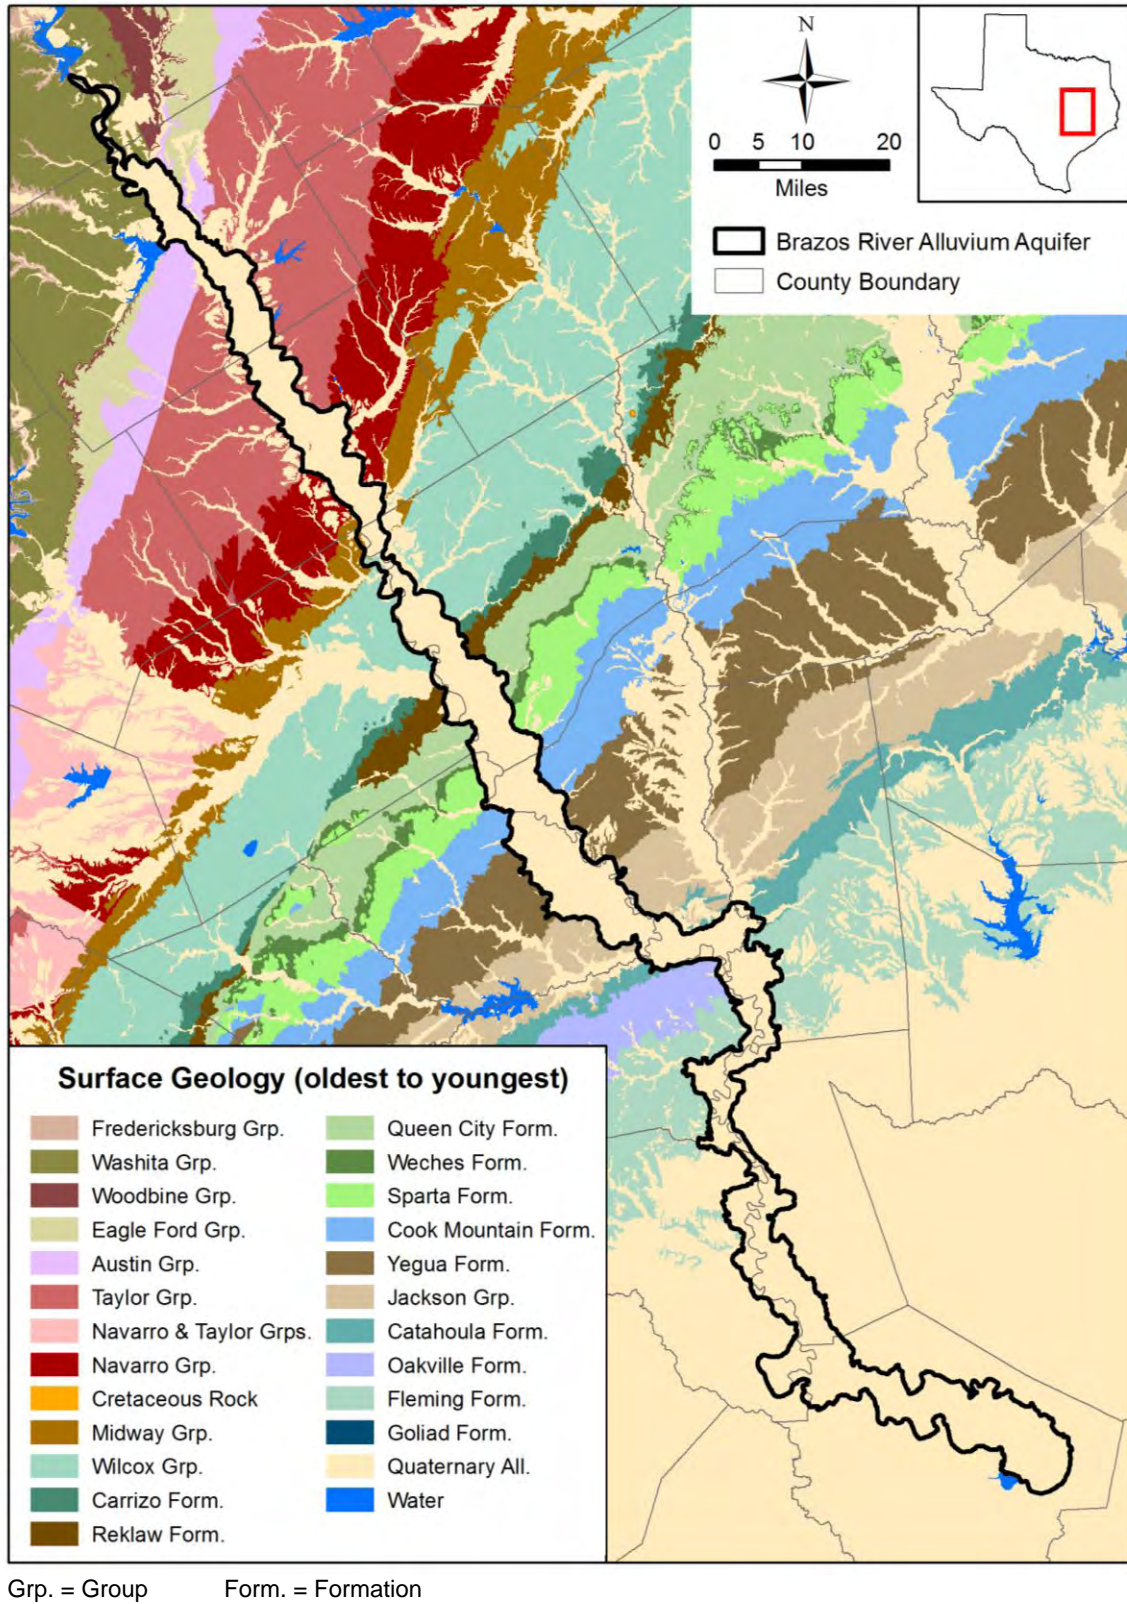 N
0 5 10 20
Miles
Brazos River Alluvium Aquifer
County Boundary
Surface Geology (oldest to youngest)
Fredericksburg Grp.
Washita Grp.
Woodbine Grp.
Eagle Ford Grp.
Austin Grp.
Taylor Grp.
Navarro & Taylor Grps.
Navarro Grp.
Cretaceous Rock
Midway Grp.
Wilcox Grp.
Carrizo Form.
Reklaw Form.
Queen City Form.
Weches Form.
Sparta Form.
Cook Mountain Form.
Yegua Form.
Jackson Grp.
Catahoula Form.
Oakville Form.
Fleming Form.
Goliad Form.
Quaternary All.
Water
Grp. = Group Form. = Formation